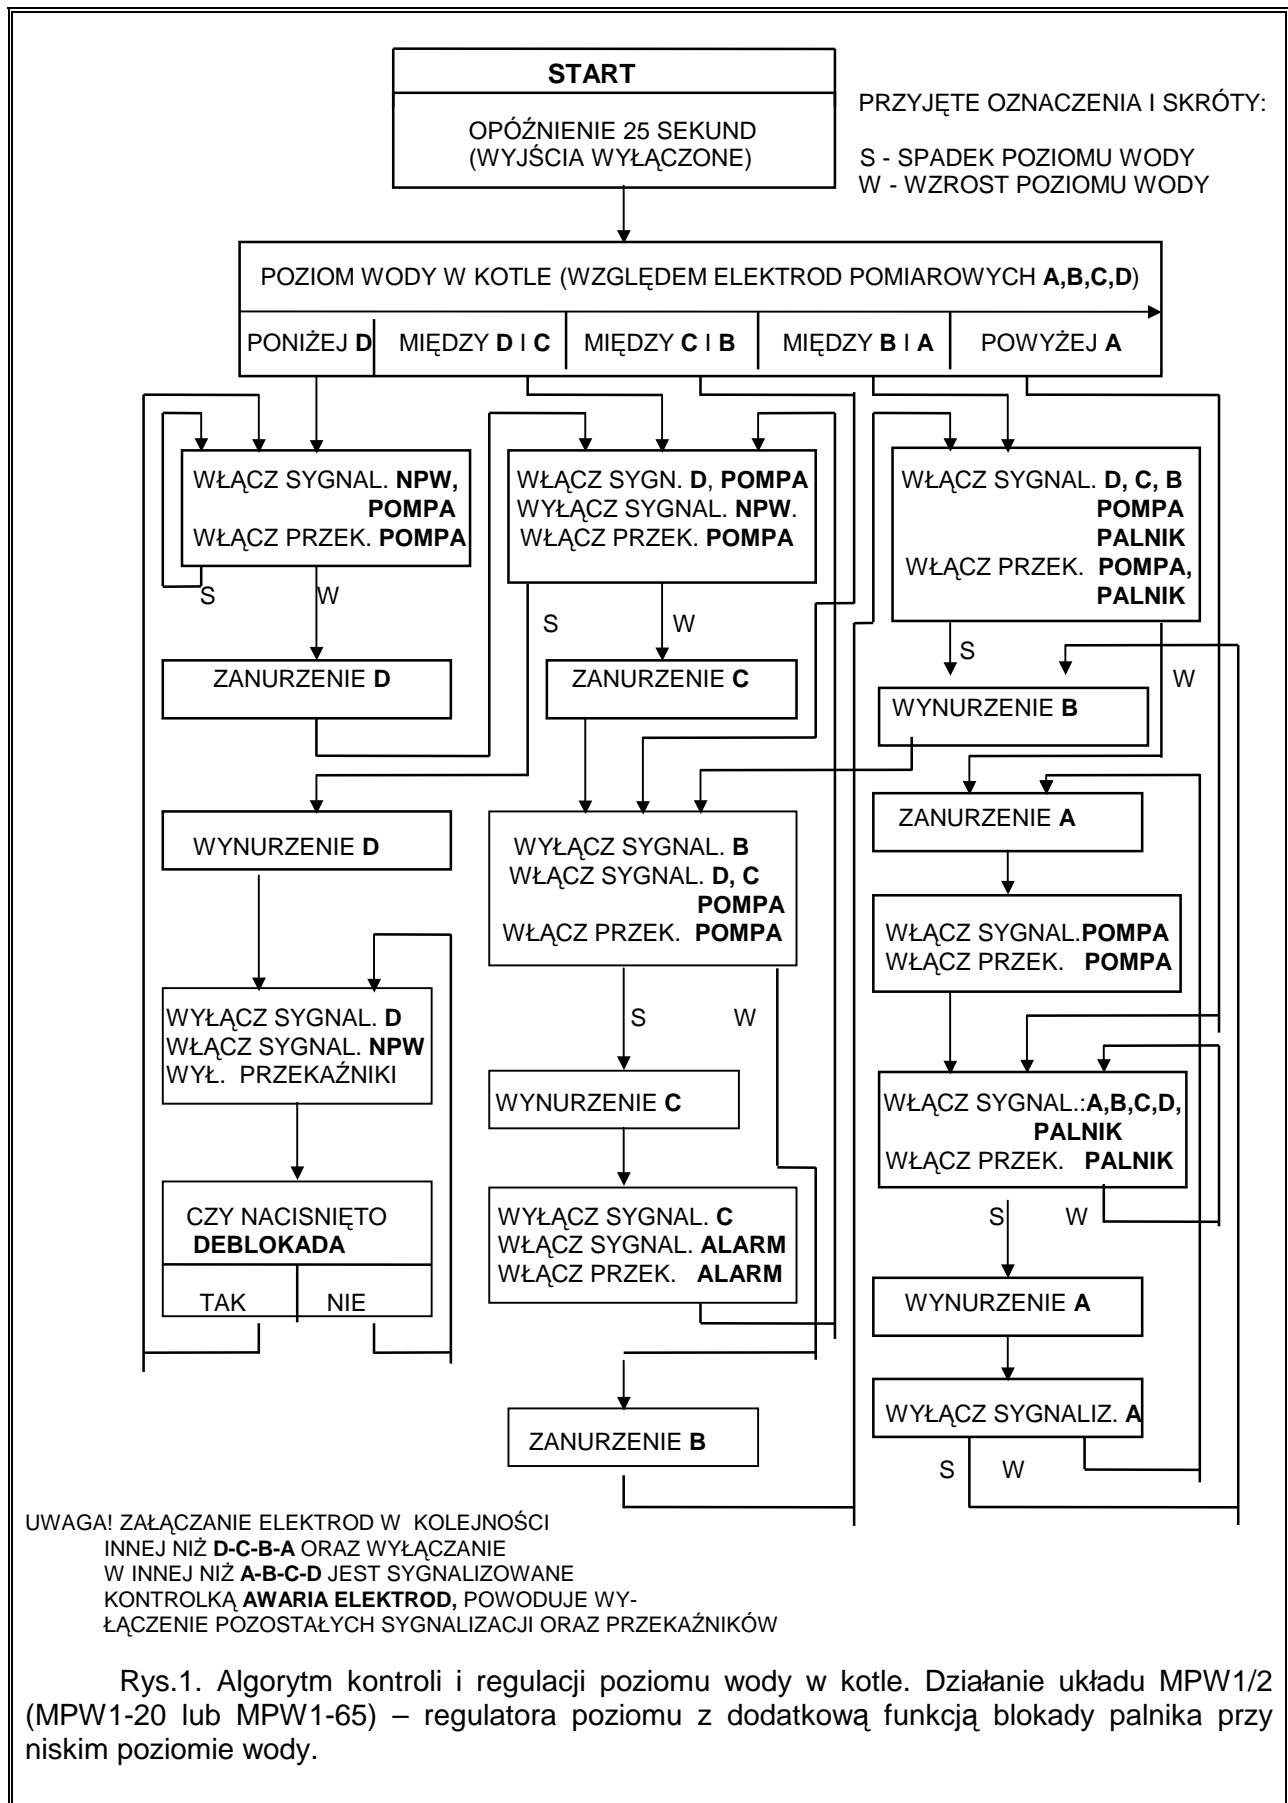 START
OPÓŹNIENIE 25 SEKUND
(WYJŚCIA WYŁĄCZONE)
PRZYJĘTE OZNACZENIA I SKRÓTY:
S - SPADEK POZIOMU WODY
W - WZROST POZIOMU WODY
POZIOM WODY W KOTLE (WZGLĘDEM ELEKTROD POMIAROWYCH A,B,C,D)
PONIŻEJ D
MIĘDZY D I C
MIĘDZY C I B
MIĘDZY B I A
POWYŻEJ A
WŁĄCZ SYGNAL. NPW,
POMPA
WŁĄCZ PRZEK. POMPA
S
W
ZANURZENIE D
WYNURZENIE D
WYŁĄCZ SYGNAL. D
WŁĄCZ SYGNAL. NPW
WYŁ. PRZEKAŹNIKI
CZY NACISNIĘTO
DEBLOKADA
TAK
NIE
WŁĄCZ SYGN. D, POMPA
WYŁĄCZ SYGNAL. NPW.
WŁĄCZ PRZEK. POMPA
S
W
ZANURZENIE C
WYŁĄCZ SYGNAL. B
WŁĄCZ SYGNAL. D, C
POMPA
WŁĄCZ PRZEK. POMPA
S
W
WYNURZENIE C
WYŁĄCZ SYGNAL. C
WŁĄCZ SYGNAL. ALARM
WŁĄCZ PRZEK. ALARM
ZANURZENIE B
WŁĄCZ SYGNAL. D, C, B
POMPA
PALNIK
WŁĄCZ PRZEK. POMPA,
PALNIK
S
W
WYNURZENIE B
ZANURZENIE A
WŁĄCZ SYGNAL.POMPA
WŁĄCZ PRZEK. POMPA
WŁĄCZ SYGNAL.:A,B,C,D,
PALNIK
WŁĄCZ PRZEK. PALNIK
S
W
WYNURZENIE A
WYŁĄCZ SYGNALIZ. A
S
W
UWAGA! ZAŁĄCZANIE ELEKTROD W KOLEJNOŚCI
INNEJ NIŻ D-C-B-A ORAZ WYŁĄCZANIE
W INNEJ NIŻ A-B-C-D JEST SYGNALIZOWANE
KONTROLKĄ AWARIA ELEKTROD, POWODUJE WY-
ŁĄCZENIE POZOSTAŁYCH SYGNALIZACJI ORAZ PRZEKAŹNIKÓW
Rys.1. Algorytm kontroli i regulacji poziomu wody w kotle. Działanie układu MPW1/2
(MPW1-20 lub MPW1-65) – regulatora poziomu z dodatkową funkcją blokady palnika przy
niskim poziomie wody.